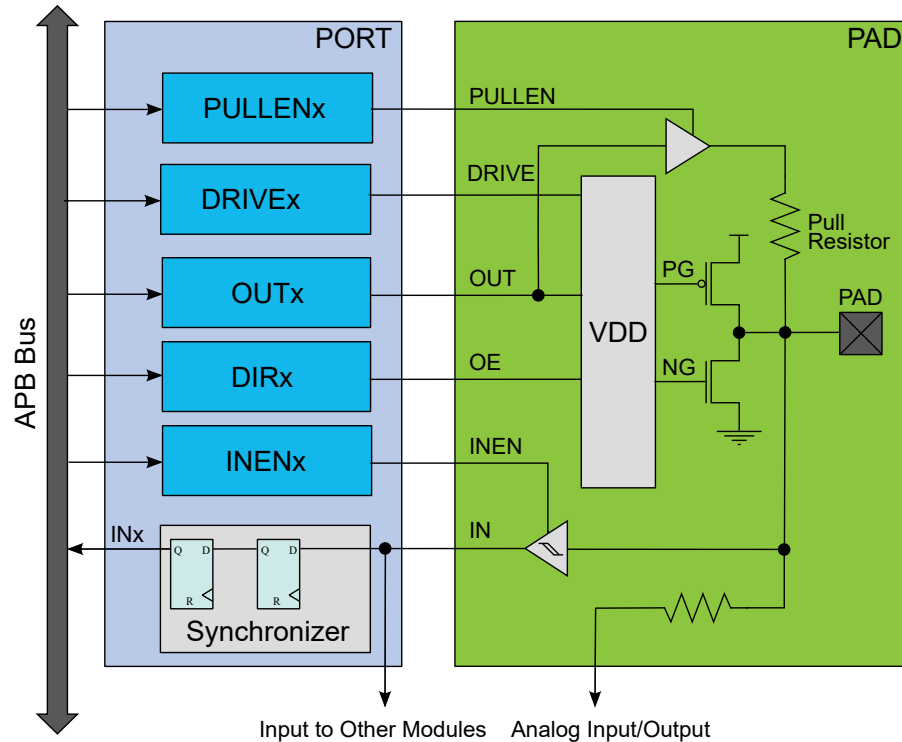 PORT
PAD
PULLENx
PULLEN
DRIVEx
DRIVE
Pull
Resistor
OUTx
OUT
PG
PAD
VDD
APB Bus
DIRx
OE
NG
INENx
INEN
INx
IN
Q D
Q D
R
R
Synchronizer
Input to Other Modules
Analog Input/Output